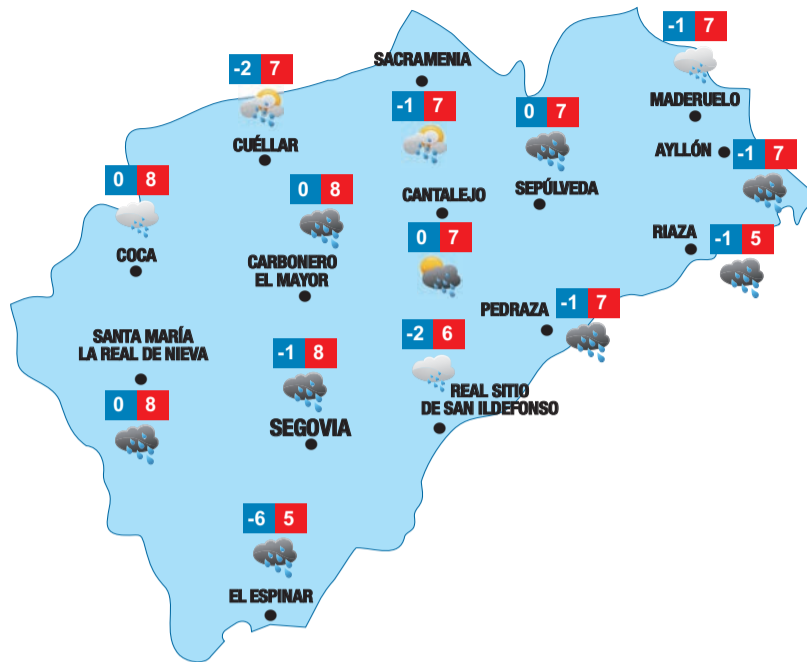 -1 7
MADERUELO
SACRAMENIA
-2 7
CUÉLLAR
-1 7
0 7
SEPÚLVEDA
AYLLÓN
-1 7
0 8
COCA
0 8
CARBONERO
EL MAYOR
CANTALEJO
0 7
RIAZA
-1 5
PEDRAZA
-1 7
SANTA MARÍA
LA REAL DE NIEVA
0 8
-1 8
SEGOVIA
-2 6
REAL SITIO
DE SAN ILDEFONSO
-6 5
EL ESPINAR